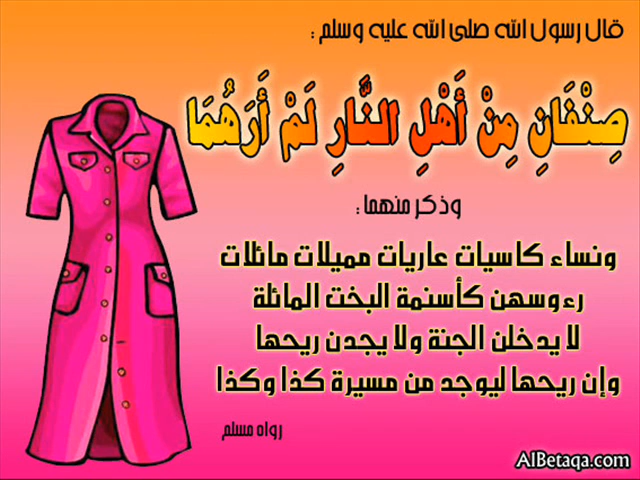 قال رسول الله صلى الله عليه وسلم :
صِنْفَانِ مِنْ أَهْلِ النَّارِ لَمْ أَرَهُمَا
وذكر منهما :
ونساء كاسيات عاريات مميلات مائلات
رءوسهن كأسنمة البخت المائلة
لا يدخلن الجنة ولا يجدن ريحها
وإن ريحها ليوجد من مسيرة كذا وكذا
رواه مسلم
AlBetaqa.com